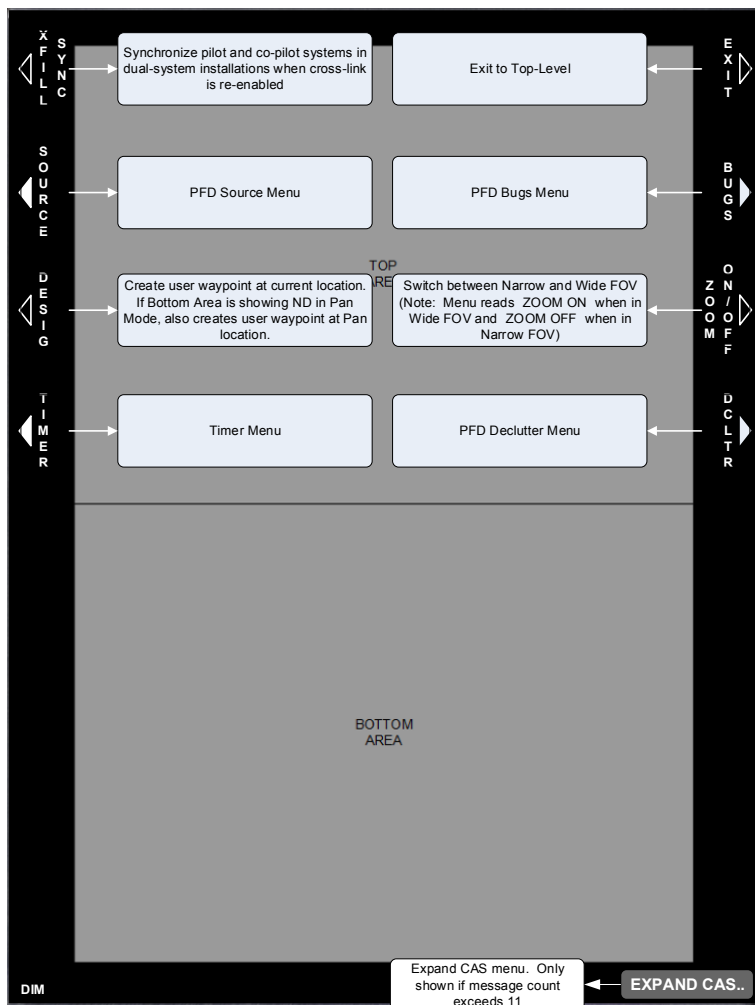 XFILL SYNC
Synchronize pilot and co-pilot systems in
dual-system installations when cross-link
is re-enabled
Exit to Top-Level
EXIT
SOURCE
PFD Source Menu
PFD Bugs Menu
BUGS
TOP
AREA
DESIG
Create user waypoint at current location.
If Bottom Area is showing ND in Pan
Mode, also creates user waypoint at Pan
location.
Switch between Narrow and Wide FOV
(Note: Menu reads ZOOM ON when in
Wide FOV and ZOOM OFF when in
Narrow FOV)
ZOOM ON/OFF
TIMER
Timer Menu
PFD Declutter Menu
DCLTR
BOTTOM
AREA
DIM
Expand CAS menu. Only
shown if message count
exceeds 11
EXPAND CAS..